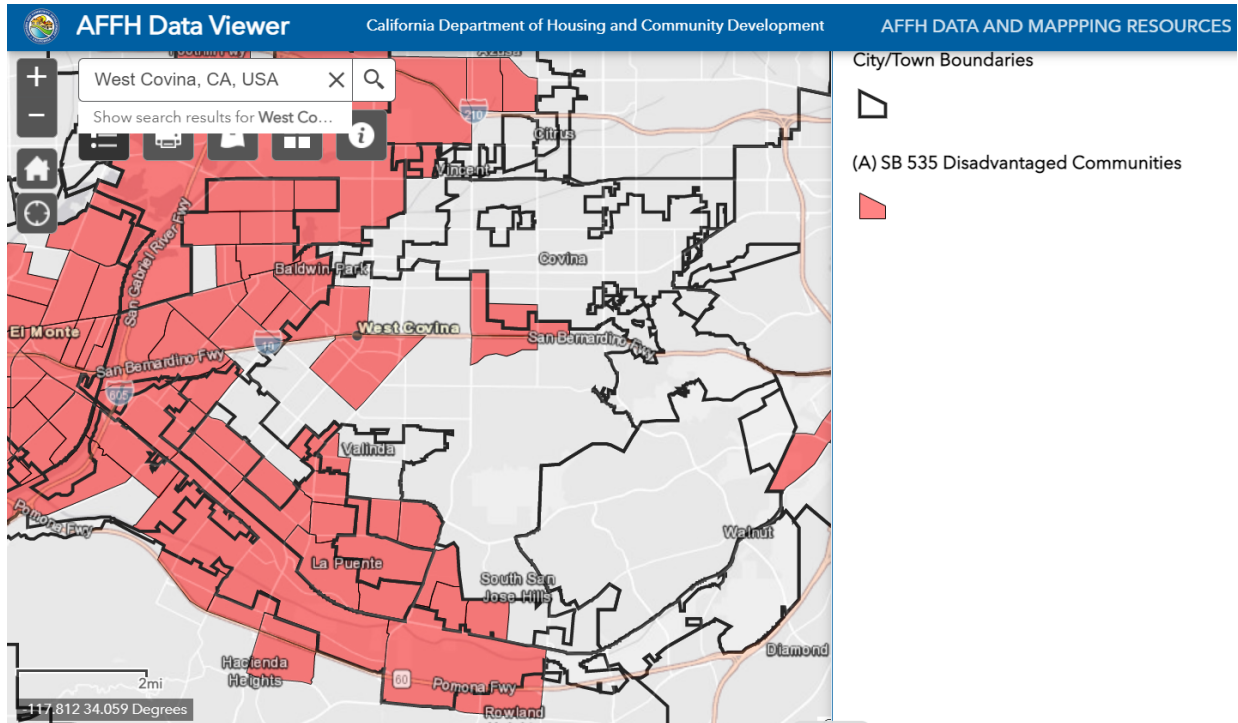 AFFH Data Viewer
California Department of Housing and Community Development
AFFH DATA AND MAPPPING RESOURCES
City/Town Boundaries
(A) SB 535 Disadvantaged Communities
+
West Covina, CA, USA
−
Show search results for West Co...
210
Citrus
Vincent
San Gabriel River Fwy
Covina
Baldwin Park
El Monte
West Covina
10
San Bernardino Fwy
San Bernardino Fwy
605
Valinda
Pomona Fwy
Walnut
La Puente
South San
Jose Hills
Diamond
Hacienda
Heights
2mi
60
Pomona Fwy
-117.812 34.059 Degrees
Rowland